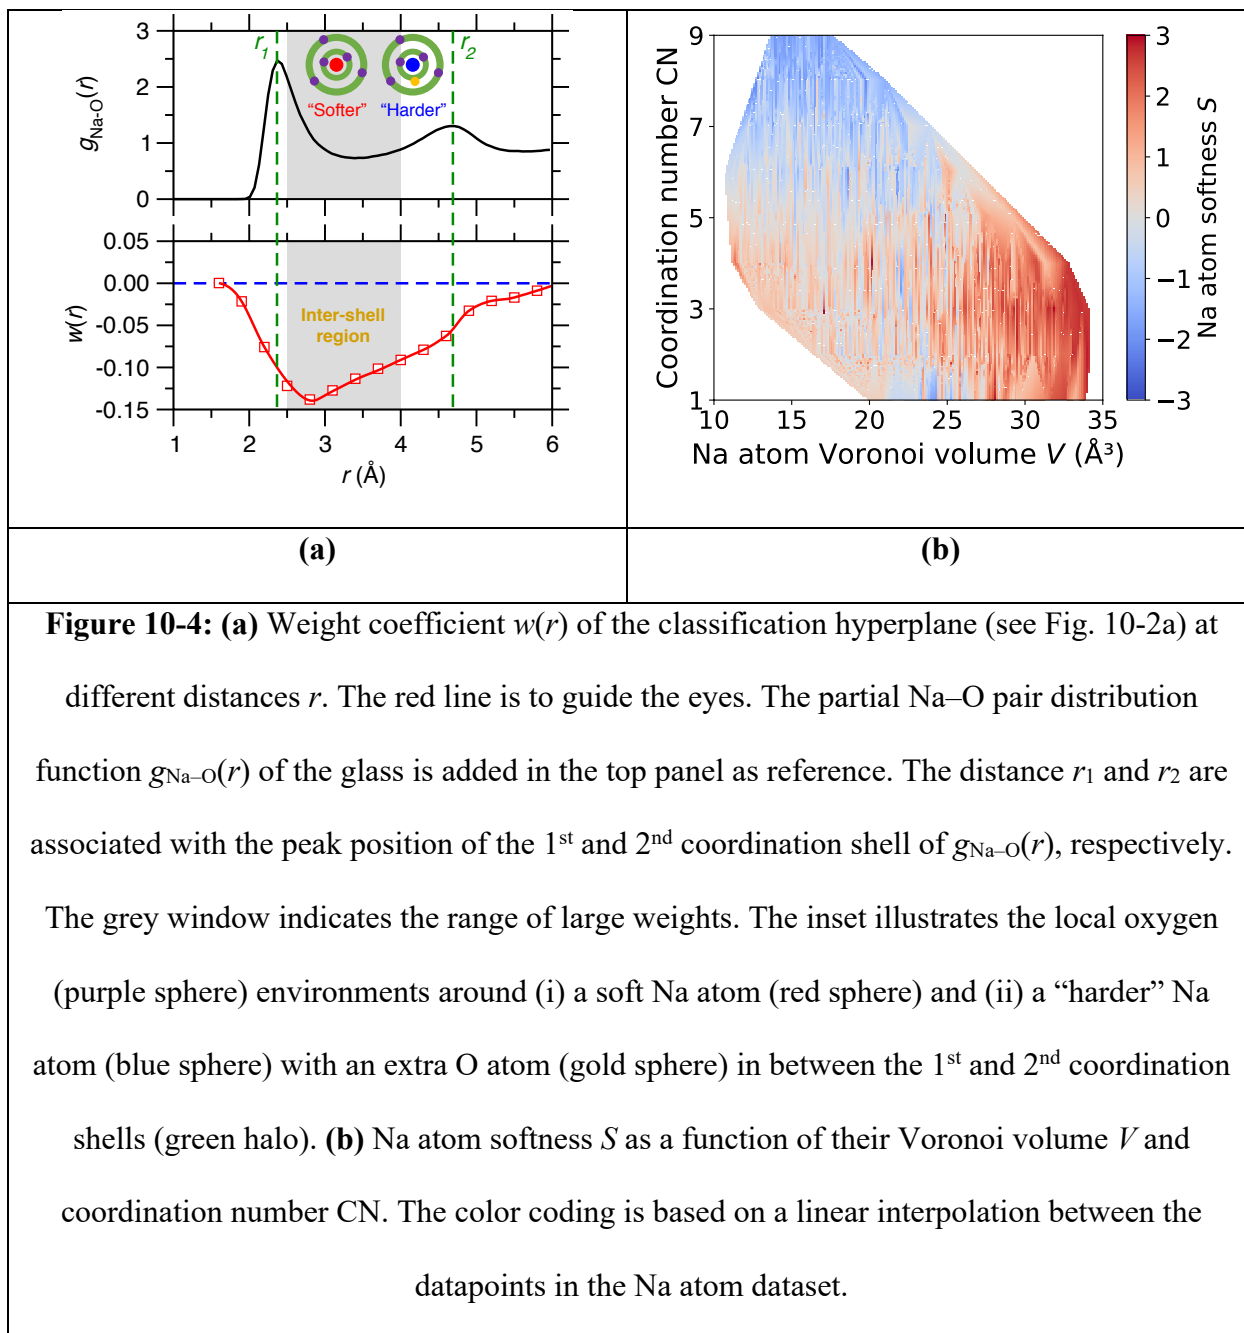 3
2
1
0
g_Na-O(r)
r₁
r₂
"Softer"
"Harder"
0.05
0.00
-0.05
-0.10
-0.15
w(r)
Inter-shell
region
1 2 3 4 5 6
r (Å)
9
7
5
3
1
Coordination number CN
10 15 20 25 30 35
Na atom Voronoi volume V (Å³)
3
2
1
0
−1
−2
−3
Na atom softness S
(a)
(b)
Figure 10-4: (a) Weight coefficient w(r) of the classification hyperplane (see Fig. 10-2a) at
different distances r. The red line is to guide the eyes. The partial Na–O pair distribution
function gNa–O(r) of the glass is added in the top panel as reference. The distance r₁ and r₂ are
associated with the peak position of the 1st and 2nd coordination shell of gNa–O(r), respectively.
The grey window indicates the range of large weights. The inset illustrates the local oxygen
(purple sphere) environments around (i) a soft Na atom (red sphere) and (ii) a “harder” Na
atom (blue sphere) with an extra O atom (gold sphere) in between the 1st and 2nd coordination
shells (green halo). (b) Na atom softness S as a function of their Voronoi volume V and
coordination number CN. The color coding is based on a linear interpolation between the
datapoints in the Na atom dataset.